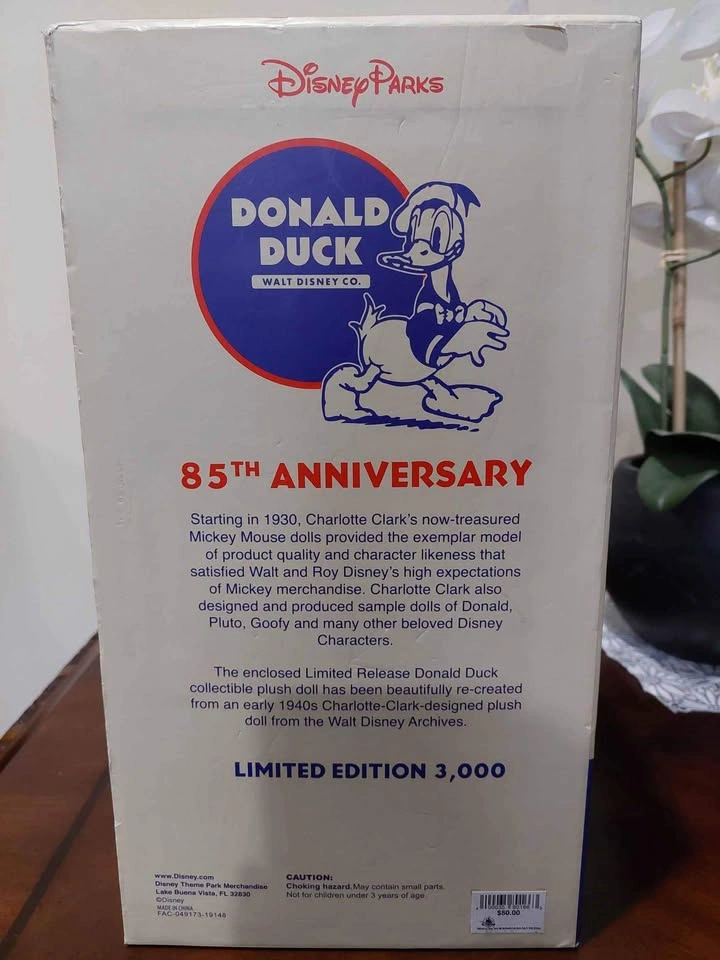 Disney Parks
DONALD
DUCK
WALT DISNEY CO.
85TH ANNIVERSARY
Starting in 1930, Charlotte Clark's now-treasured
Mickey Mouse dolls provided the exemplar model
of product quality and character likeness that
satisfied Walt and Roy Disney's high expectations
of Mickey merchandise. Charlotte Clark also
designed and produced sample dolls of Donald,
Pluto, Goofy and many other beloved Disney
Characters.
The enclosed Limited Release Donald Duck
collectible plush doll has been beautifully re-created
from an early 1940s Charlotte-Clark-designed plush
doll from the Walt Disney Archives.
LIMITED EDITION 3,000
www.Disney.com
Disney Theme Park Merchandise
Lake Buena Vista, FL 32830
©Disney
MADE IN CHINA
FAC-049173-19148
CAUTION:
Choking hazard. May contain small parts.
Not for children under 3 years of age.
$80.00